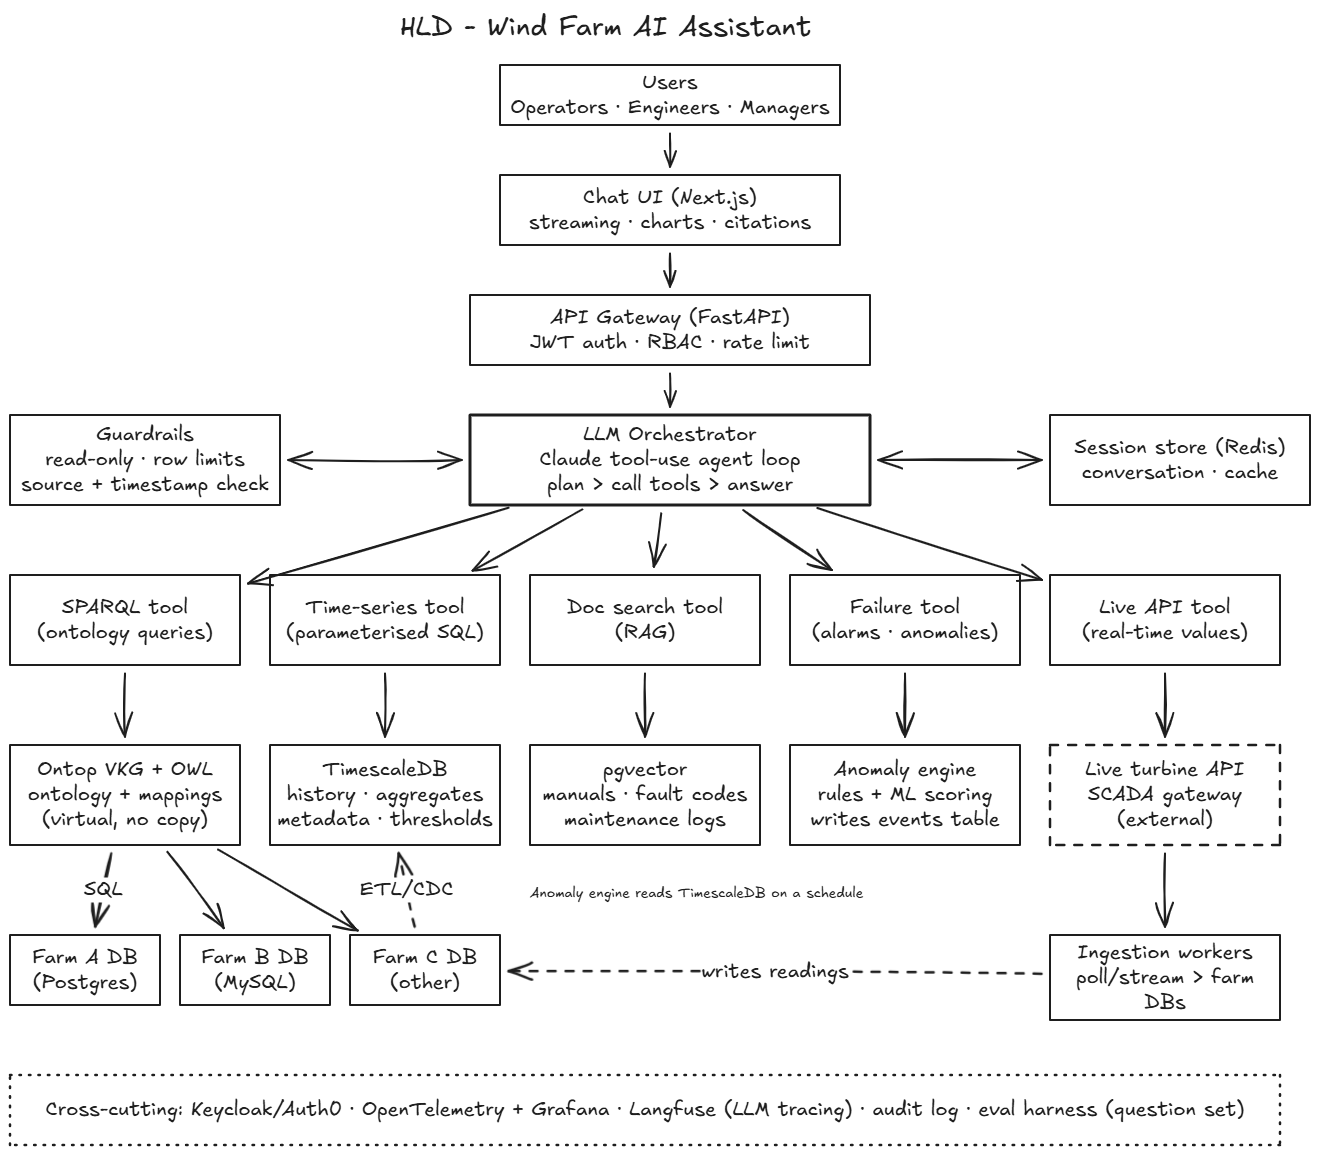 HLD - Wind Farm AI Assistant
Users
Operators · Engineers · Managers
Chat UI (Next.js)
streaming · charts · citations
API Gateway (FastAPI)
JWT auth · RBAC · rate limit
Guardrails
read-only · row limits
source + timestamp check
LLM Orchestrator
Claude tool-use agent loop
plan > call tools > answer
Session store (Redis)
conversation · cache
SPARQL tool
(ontology queries)
Time-series tool
(parameterised SQL)
Doc search tool
(RAG)
Failure tool
(alarms · anomalies)
Live API tool
(real-time values)
Ontop VKG + OWL
ontology + mappings
(virtual, no copy)
TimescaleDB
history · aggregates
metadata · thresholds
pgvector
manuals · fault codes
maintenance logs
Anomaly engine
rules + ML scoring
writes events table
Live turbine API
SCADA gateway
(external)
SQL
ETL/CDC
Anomaly engine reads TimescaleDB on a schedule
Farm A DB
(Postgres)
Farm B DB
(MySQL)
Farm C DB
(other)
writes readings
Ingestion workers
poll/stream > farm
DBs
Cross-cutting: Keycloak/Auth0 · OpenTelemetry + Grafana · Langfuse (LLM tracing) · audit log · eval harness (question set)